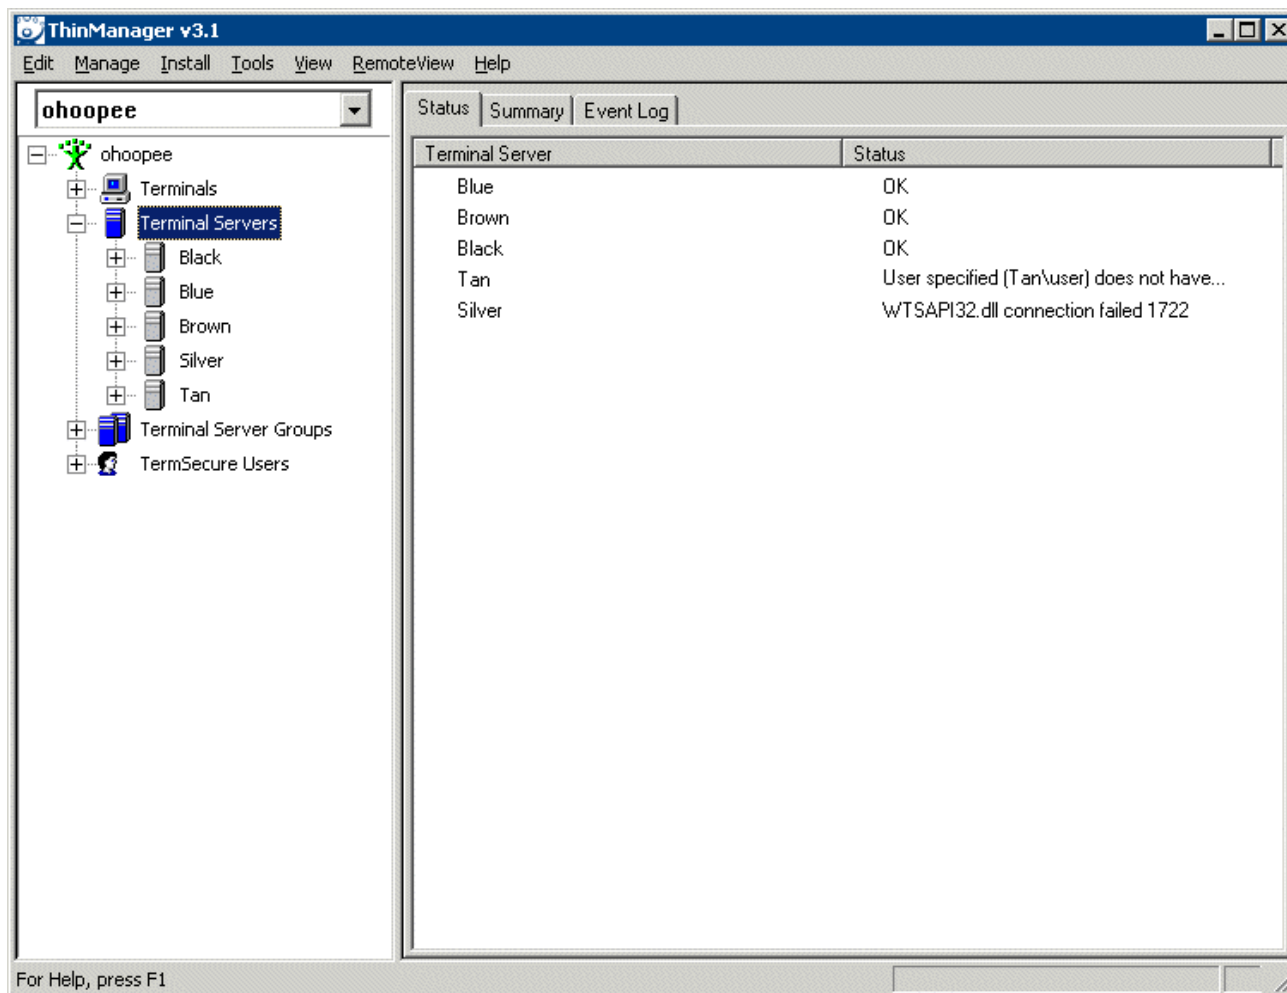 ThinManager v3.1
Edit Manage Install Tools View RemoteView Help
ohoopee
Status Summary Event Log
ohoopee
Terminals
Terminal Servers
Black
Blue
Brown
Silver
Tan
Terminal Server Groups
TermSecure Users
Terminal Server Status
Blue OK
Brown OK
Black OK
Tan User specified (Tan\user) does not have...
Silver WTSAPI32.dll connection failed 1722
For Help, press F1